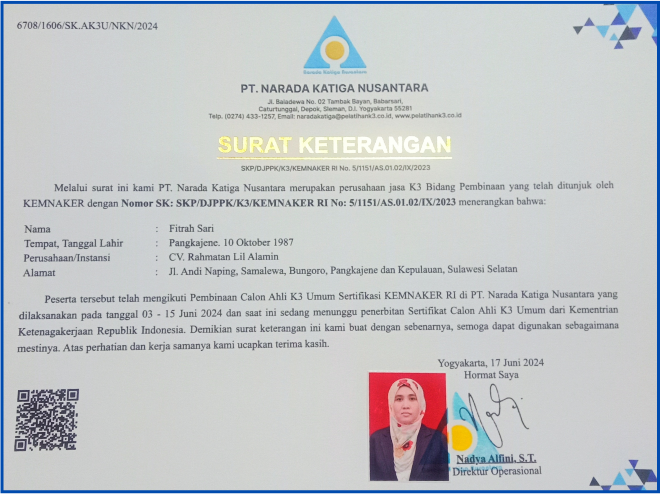 6708/1606/SK.AK3U/NKN/2024
Narada Katiga Nusantara
PT. NARADA KATIGA NUSANTARA
Jl. Baladewa No. 02 Tambak Bayan, Babarsari,
Caturtunggal, Depok, Sleman, D.I. Yogyakarta 55281
Telp. (0274) 433-1257, Email: naradakatiga@pelatihank3.co.id, www.pelatihank3.co.id
SURAT KETERANGAN
SKP/DJPPK/K3/KEMNAKER RI No. 5/1151/AS.01.02/IX/2023
Melalui surat ini kami PT. Narada Katiga Nusantara merupakan perusahaan jasa K3 Bidang Pembinaan yang telah ditunjuk oleh
KEMNAKER dengan Nomor SK: SKP/DJPPK/K3/KEMNAKER RI No: 5/1151/AS.01.02/IX/2023 menerangkan bahwa:
Nama : Fitrah Sari
Tempat, Tanggal Lahir : Pangkajene. 10 Oktober 1987
Perusahaan/Instansi : CV. Rahmatan Lil Alamin
Alamat : Jl. Andi Naping, Samalewa, Bungoro, Pangkajene dan Kepulauan, Sulawesi Selatan
Peserta tersebut telah mengikuti Pembinaan Calon Ahli K3 Umum Sertifikasi KEMNAKER RI di PT. Narada Katiga Nusantara yang
dilaksanakan pada tanggal 03 - 15 Juni 2024 dan saat ini sedang menunggu penerbitan Sertifikat Calon Ahli K3 Umum dari Kementrian
Ketenagakerjaan Republik Indonesia. Demikian surat keterangan ini kami buat dengan sebenarnya, semoga dapat digunakan sebagaimana
mestinya. Atas perhatian dan kerja samanya kami ucapkan terima kasih.
Yogyakarta, 17 Juni 2024
Hormat Saya
Nadya Alfini, S.T.
Direktur Operasional